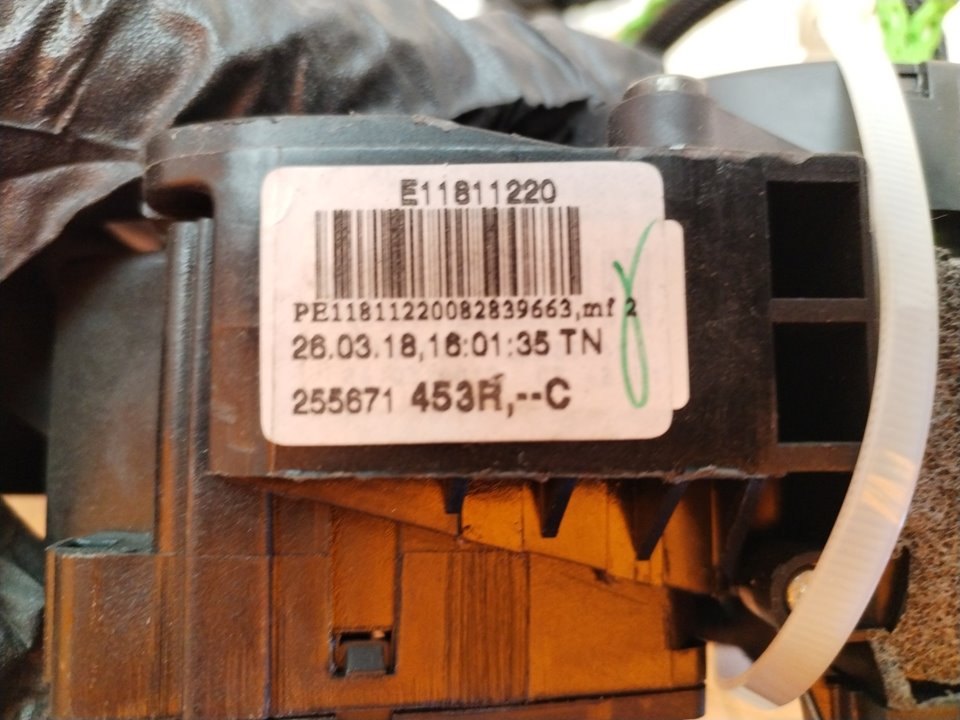 E11811220
PE11811220082839663,mf 2
26.03.18,16:01:35 TN
255671 453R,--C